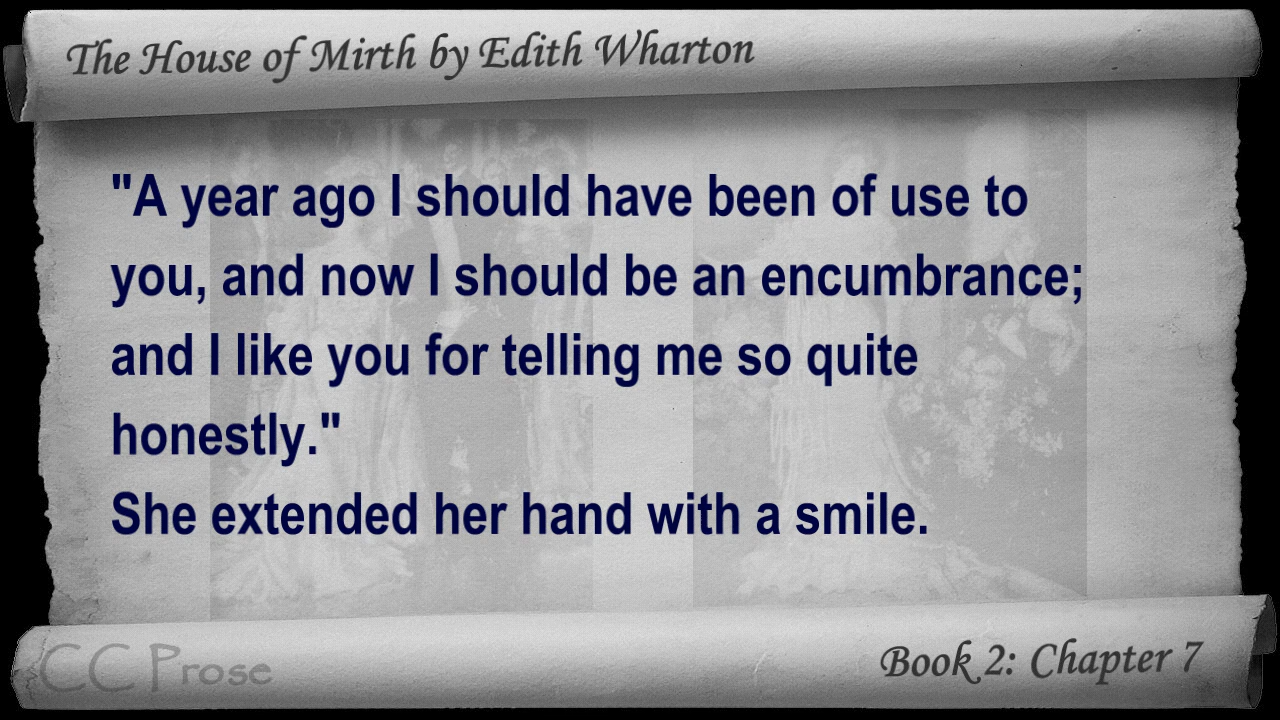 The House of Mirth by Edith Wharton
"A year ago I should have been of use to
you, and now I should be an encumbrance;
and I like you for telling me so quite
honestly."
She extended her hand with a smile.
CC Prose
Book 2: Chapter 7